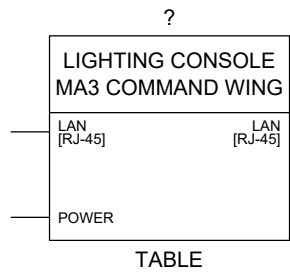 ?
LIGHTING CONSOLE
MA3 COMMAND WING
LAN LAN
[RJ-45] [RJ-45]
POWER
TABLE